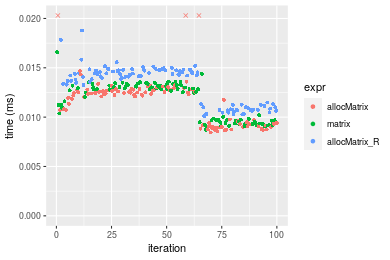 0.020
0.015
0.010
0.005
0.000
time (ms)
0
25
50
75
100
iteration
expr
allocMatrix
matrix
allocMatrix_R